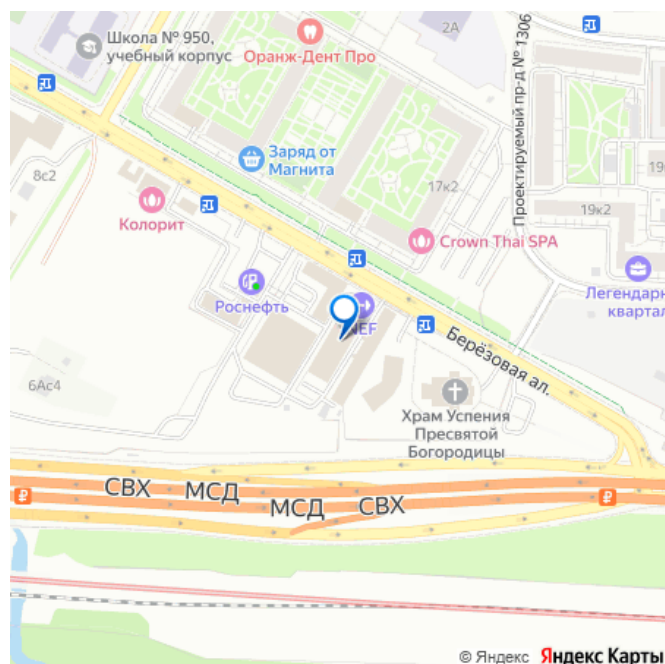 Школа № 950,
учебный корпус
Оранж-Дент Про
2А
Проектируемый пр-д № 1306
8с2
Заряд от
Магнита
17к2
19к2
Колорит
Crown Thai SPA
Роснефть
Легендарн
квартал
NEF
Берёзовая ал.
6Ас4
Храм Успения
Пресвятой
Богородицы
СВХ МСД МСД СВХ
© Яндекс Яндекс Карты